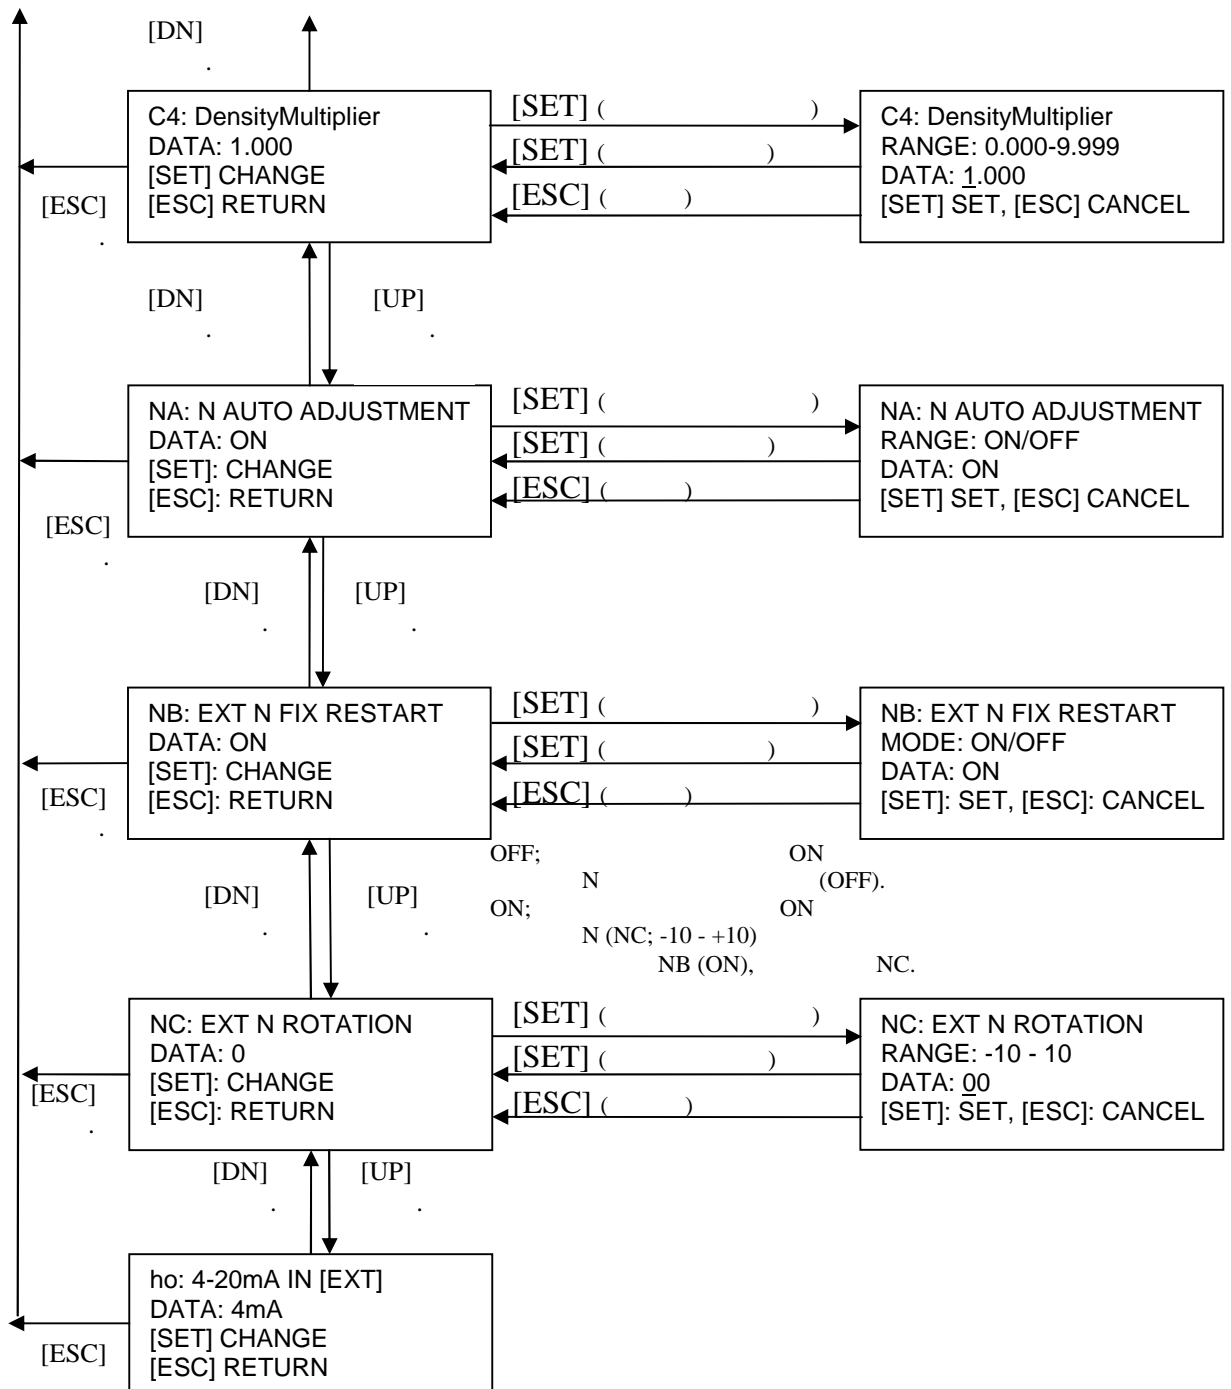 [DN]
.
C4: DensityMultiplier
DATA: 1.000
[SET] CHANGE
[ESC] RETURN
[SET] (                    )
[SET] (               )
[ESC] (       )
C4: DensityMultiplier
RANGE: 0.000-9.999
DATA: 1.000
[SET] SET, [ESC] CANCEL
[ESC]
.
[DN]
.
[UP]
.
NA: N AUTO ADJUSTMENT
DATA: ON
[SET]: CHANGE
[ESC]: RETURN
[SET] (                    )
[SET] (               )
[ESC] (       )
NA: N AUTO ADJUSTMENT
RANGE: ON/OFF
DATA: ON
[SET] SET, [ESC] CANCEL
[ESC]
.
[DN]
.
[UP]
.
NB: EXT N FIX RESTART
DATA: ON
[SET]: CHANGE
[ESC]: RETURN
[SET] (                    )
[SET] (               )
[ESC] (       )
NB: EXT N FIX RESTART
MODE: ON/OFF
DATA: ON
[SET]: SET, [ESC]: CANCEL
[ESC]
.
OFF;                    ON
N                    (OFF).
ON;                    ON
N (NC; -10 - +10)
NB (ON),               NC.
[DN]
.
[UP]
.
NC: EXT N ROTATION
DATA: 0
[SET]: CHANGE
[ESC]: RETURN
[SET] (                    )
[SET] (               )
[ESC] (       )
NC: EXT N ROTATION
RANGE: -10 - 10
DATA: 00
[SET]: SET, [ESC]: CANCEL
[ESC]
.
[DN]
.
[UP]
.
ho: 4-20mA IN [EXT]
DATA: 4mA
[SET] CHANGE
[ESC] RETURN
[ESC]